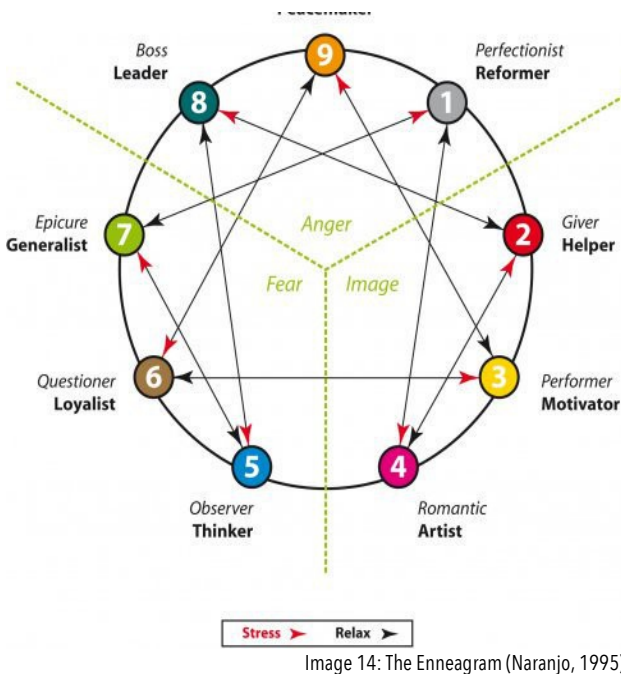 Peacemaker
9
Boss
Leader
8
Perfectionist
Reformer
1
Epicure
Generalist
7
Anger
Giver
Helper
2
Fear
Image
Questioner
Loyalist
6
Performer
Motivator
3
5
4
Observer
Thinker
Romantic
Artist
Stress
Relax
Image 14: The Enneagram (Naranjo, 1995)